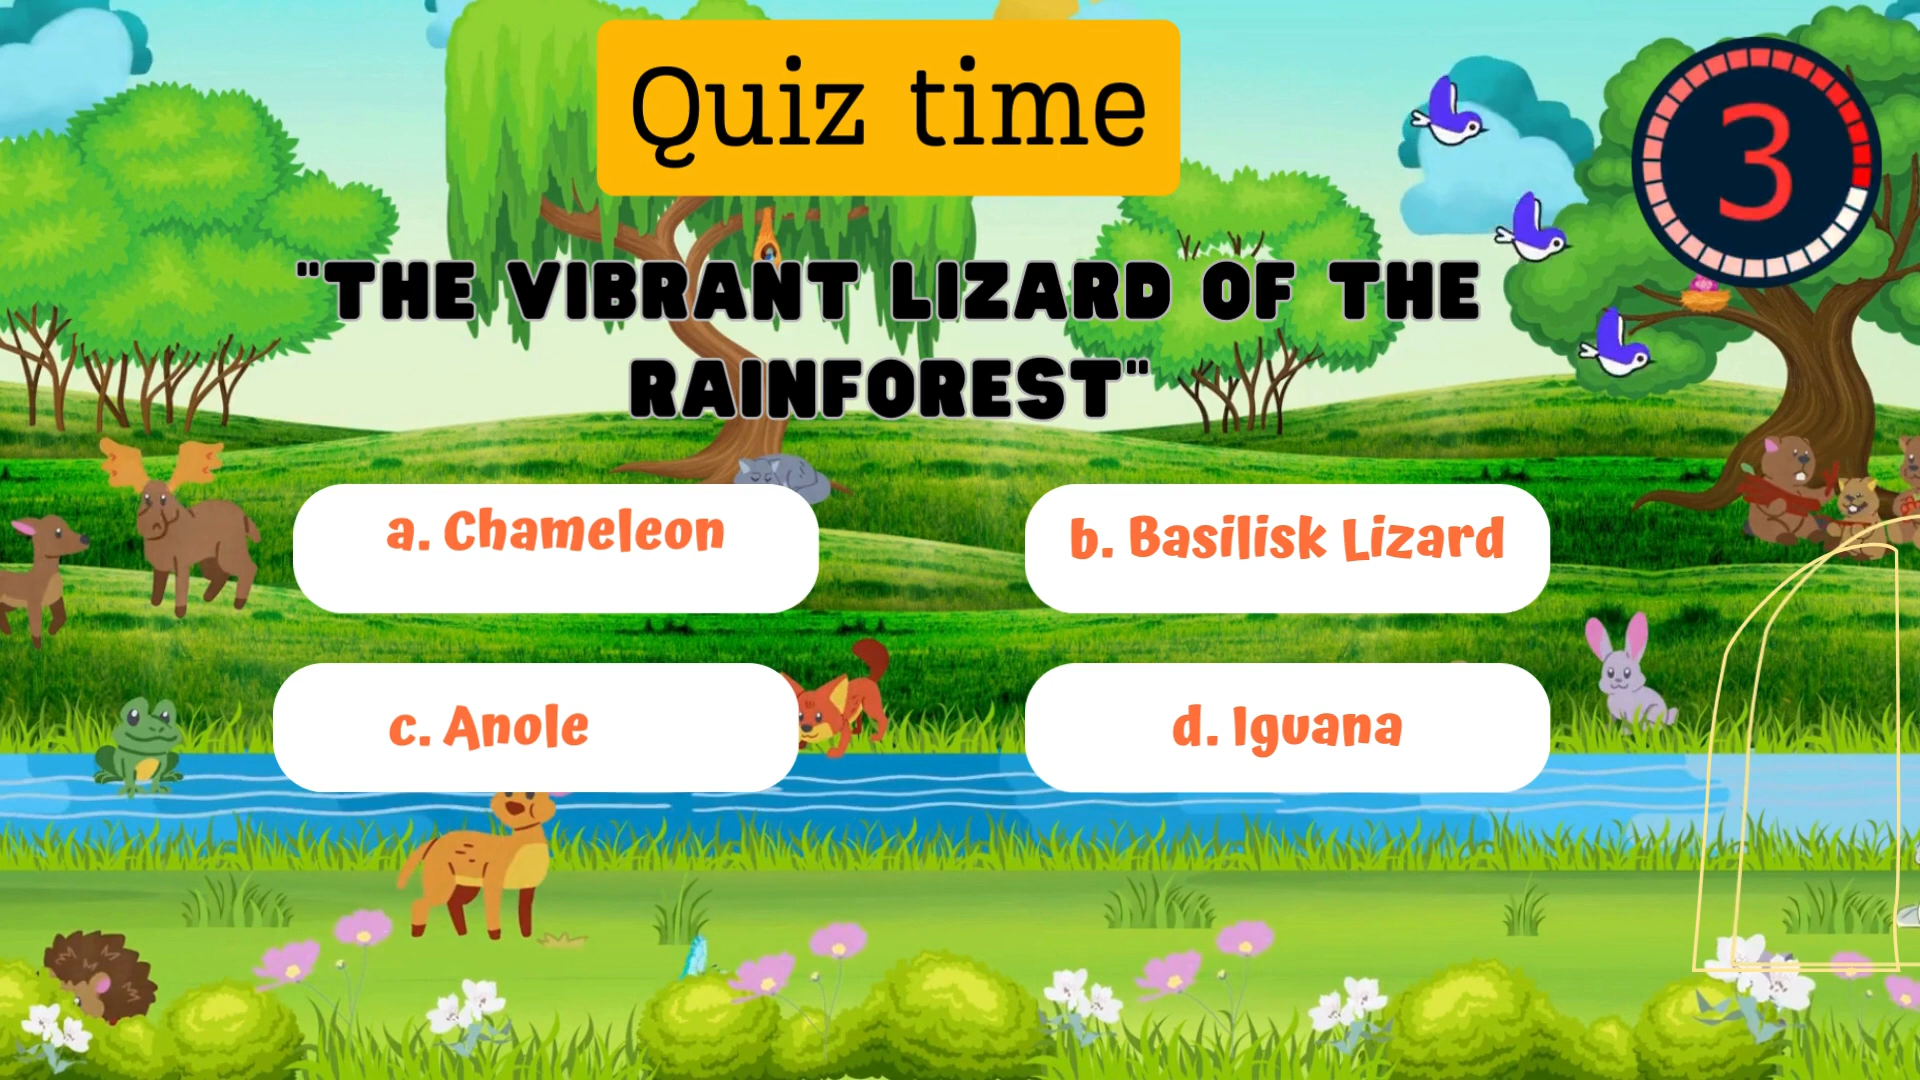 Quiz time
3
"THE VIBRANT LIZARD OF THE
RAINFOREST"
a. Chameleon
b. Basilisk Lizard
c. Anole
d. Iguana